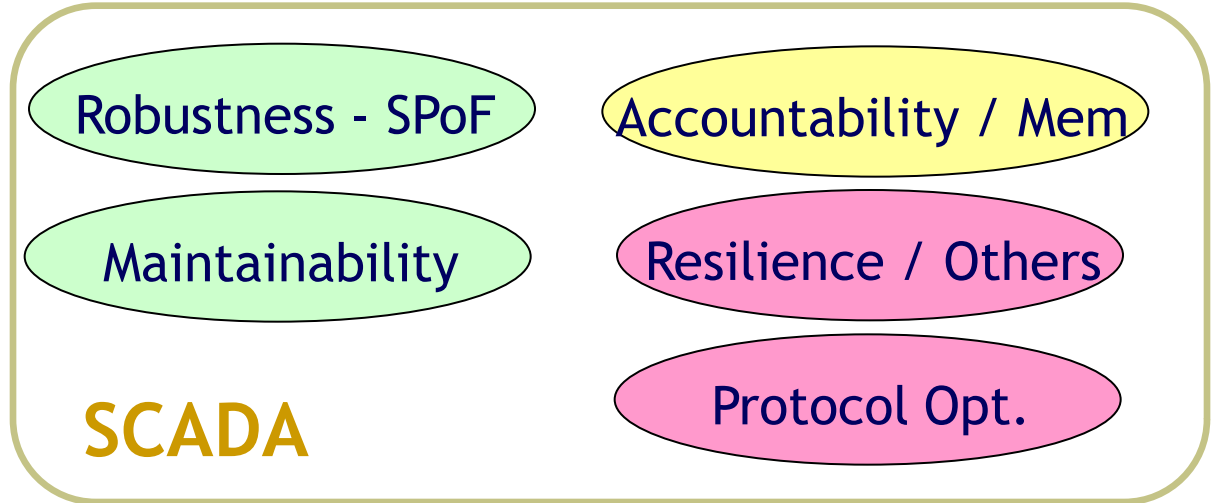 Robustness - SPoF
Maintainability
SCADA
Accountability / Mem
Resilience / Others
Protocol Opt.